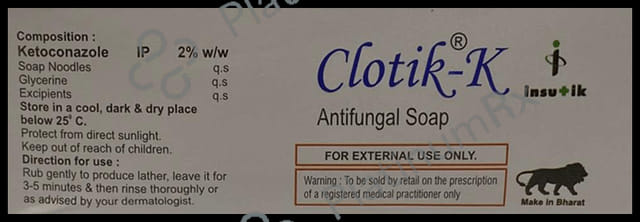 Composition :
Ketoconazole IP 2% w/w
Soap Noodles q.s
Glycerine q.s
Excipients q.s
Store in a cool, dark & dry place
below 25° C.
Protect from direct sunlight.
Keep out of reach of children.
Direction for use :
Rub gently to produce lather, leave it for
3-5 minutes & then rinse thoroughly or
as advised by your dermatologist.
Clotik-K®
Antifungal Soap
insutik
FOR EXTERNAL USE ONLY.
Warning : To be sold by retail on the prescription
of a registered medical practitioner only
Make in Bharat
PlatinumRx